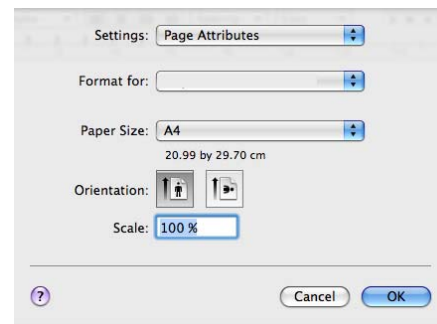 Settings: Page Attributes
Format for:
Paper Size: A4
20.99 by 29.70 cm
Orientation:
Scale: 100 %
? Cancel OK